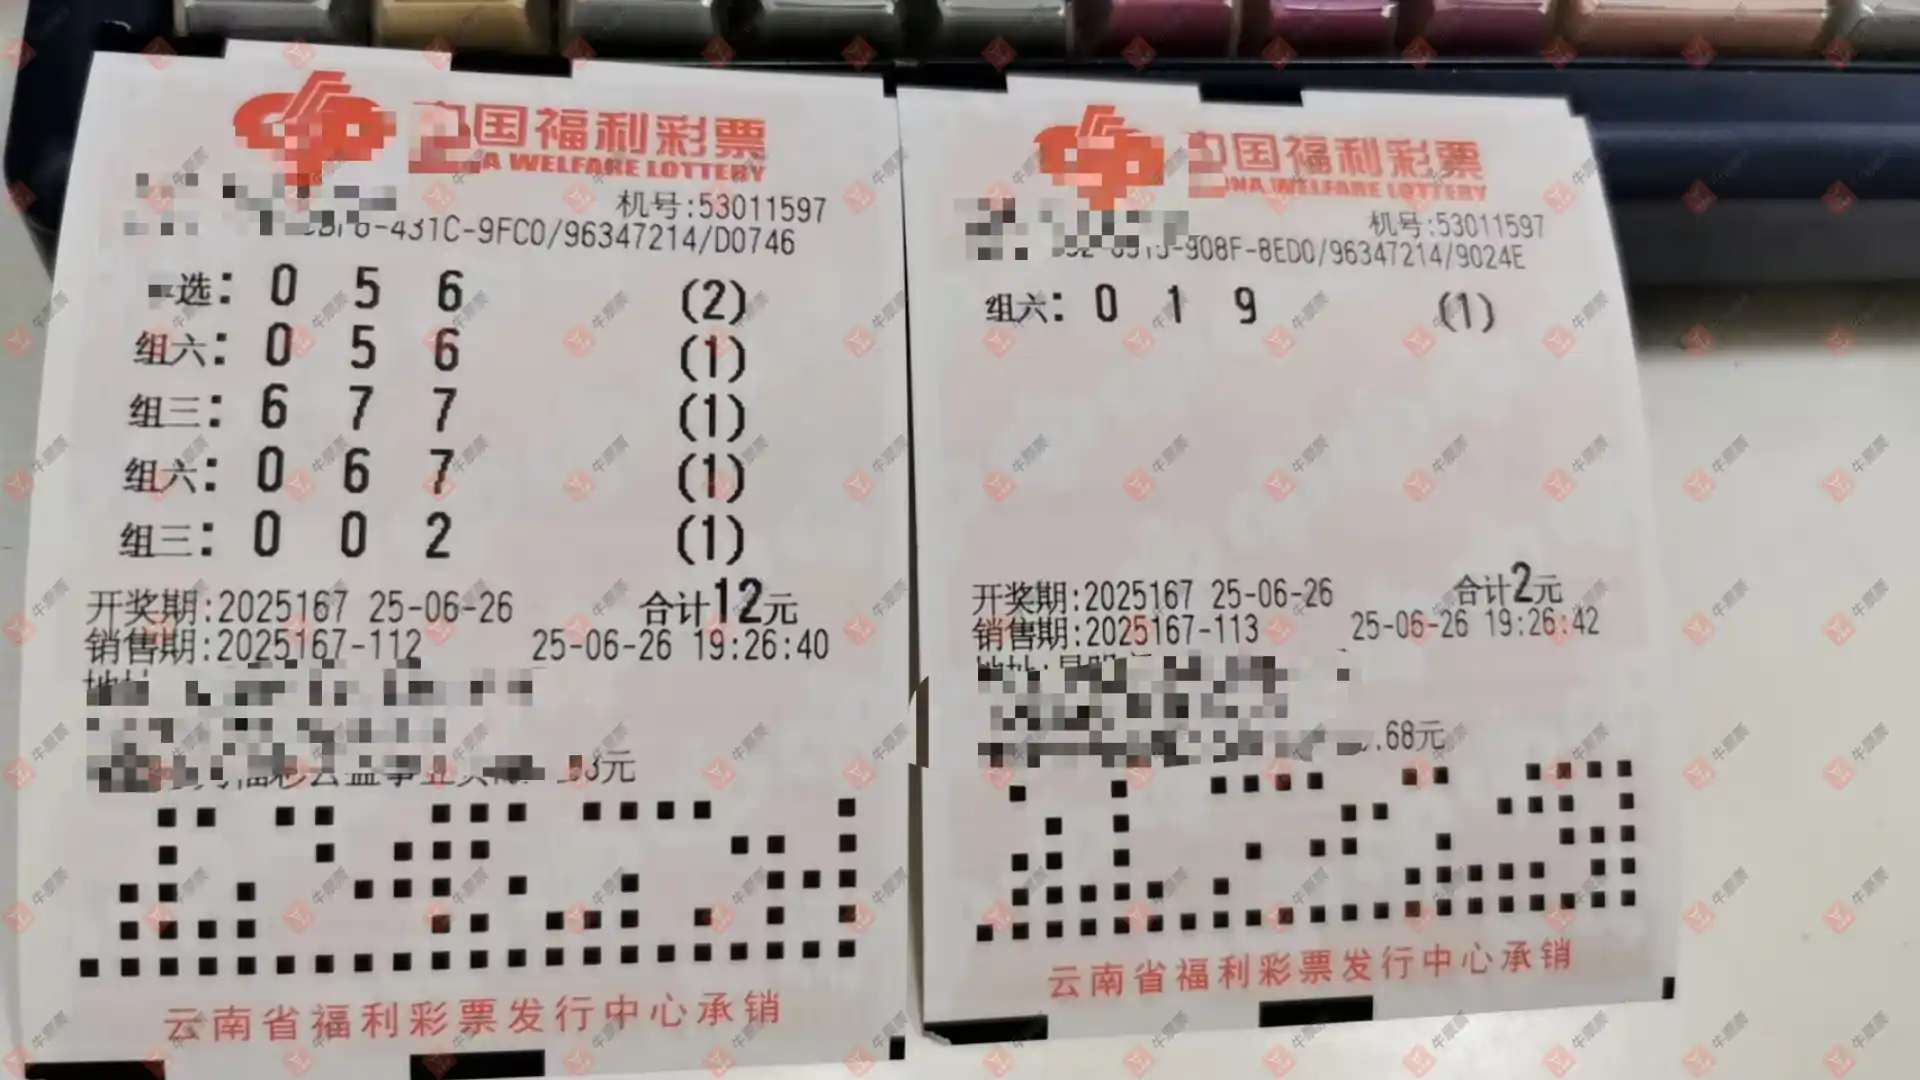 中国福利彩票
CHINA WELFARE LOTTERY
机号:53011597
-431C-9FC0/96347214/D0746
选: 0 5 6 (2)
组六: 0 5 6 (1)
组三: 6 7 7 (1)
组六: 0 6 7 (1)
组三: 0 0 2 (1)
开奖期:2025167 25-06-26 合计12元
销售期:2025167-112 25-06-26 19:26:40
元
云南省福利彩票发行中心承销
中国福利彩票
CHINA WELFARE LOTTERY
机号:53011597
-908F-8ED0/96347214/9024E
组六: 0 1 9 (1)
开奖期:2025167 25-06-26 合计2元
销售期:2025167-113 25-06-26 19:26:42
.68元
云南省福利彩票发行中心承销